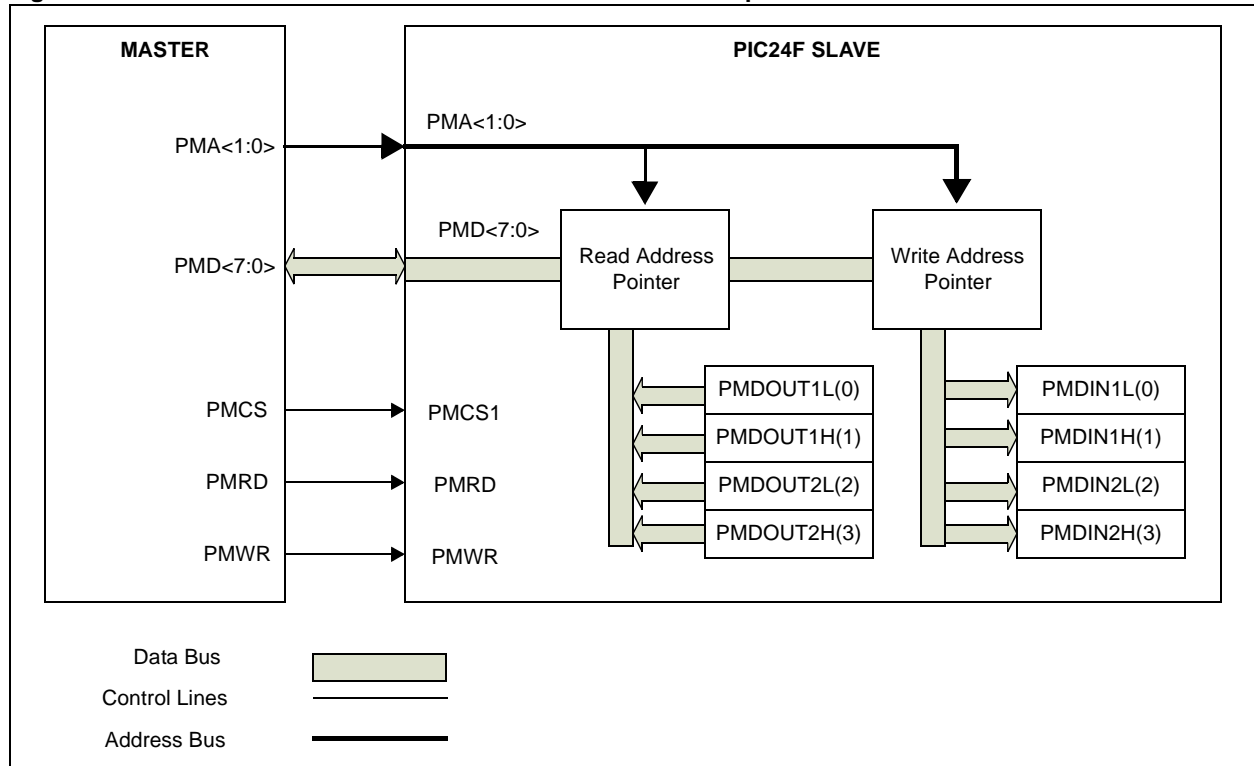 MASTER
PIC24F SLAVE
PMA<1:0>
PMA<1:0>
PMD<7:0>
PMD<7:0>
Read Address
Pointer
Write Address
Pointer
PMCS
PMCS1
PMRD
PMRD
PMWR
PMWR
PMDOUT1L(0)
PMDOUT1H(1)
PMDOUT2L(2)
PMDOUT2H(3)
PMDIN1L(0)
PMDIN1H(1)
PMDIN2L(2)
PMDIN2H(3)
Data Bus
Control Lines
Address Bus